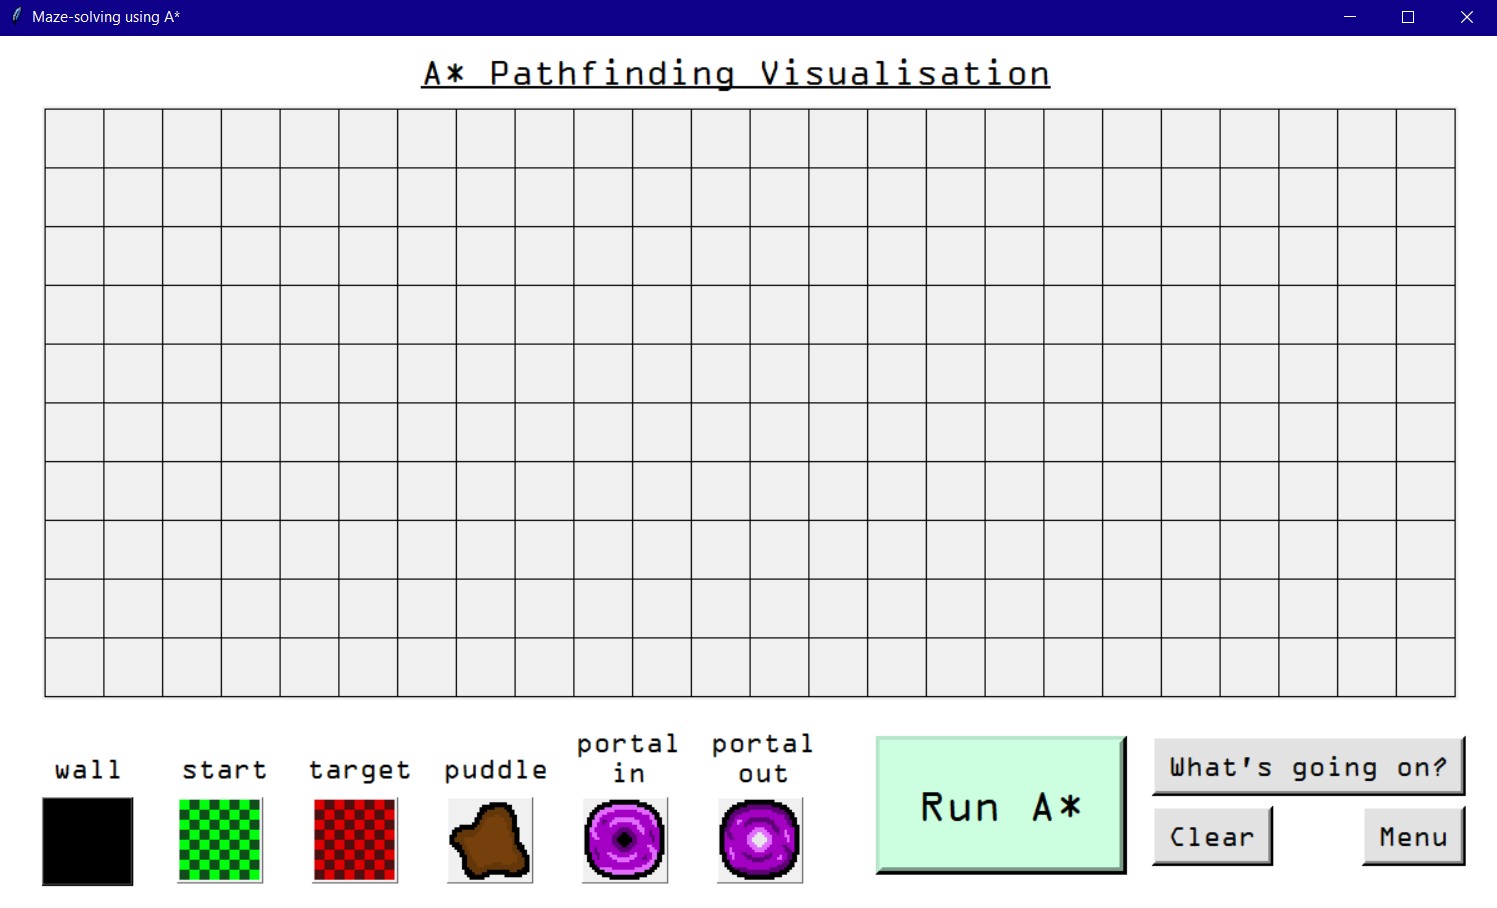 Maze-solving using A*
A* Pathfinding Visualisation
wall
start
target
puddle
portal
in
portal
out
Run A*
What's going on?
Clear
Menu